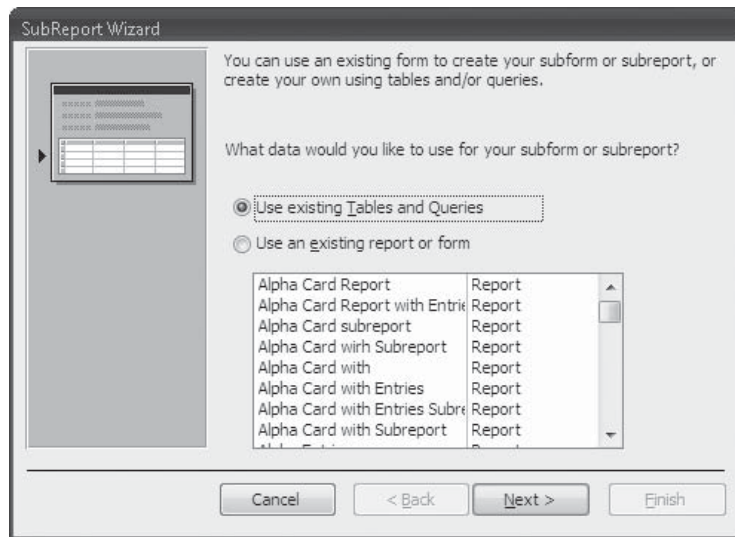 SubReport Wizard
You can use an existing form to create your subform or subreport, or
create your own using tables and/or queries.
What data would you like to use for your subform or subreport?
Use existing Tables and Queries
Use an existing report or form
Alpha Card Report Report
Alpha Card Report with Entrie Report
Alpha Card subreport Report
Alpha Card wirh Subreport Report
Alpha Card with Report
Alpha Card with Entries Report
Alpha Card with Entries Subre Report
Alpha Card with Subreport Report
Cancel < Back Next > Finish